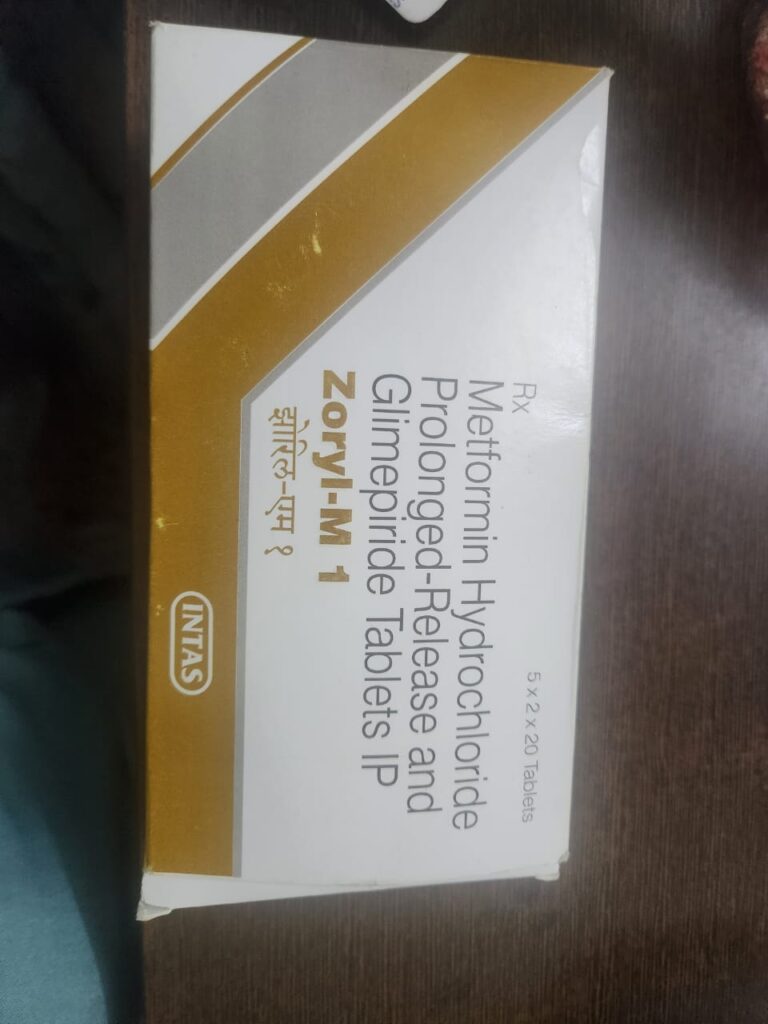 5 x 2 x 20 Tablets
Rx
Metformin Hydrochloride
Prolonged-Release and
Glimepiride Tablets IP
Zoryl-M 1
झोरिल-एम १
INTAS